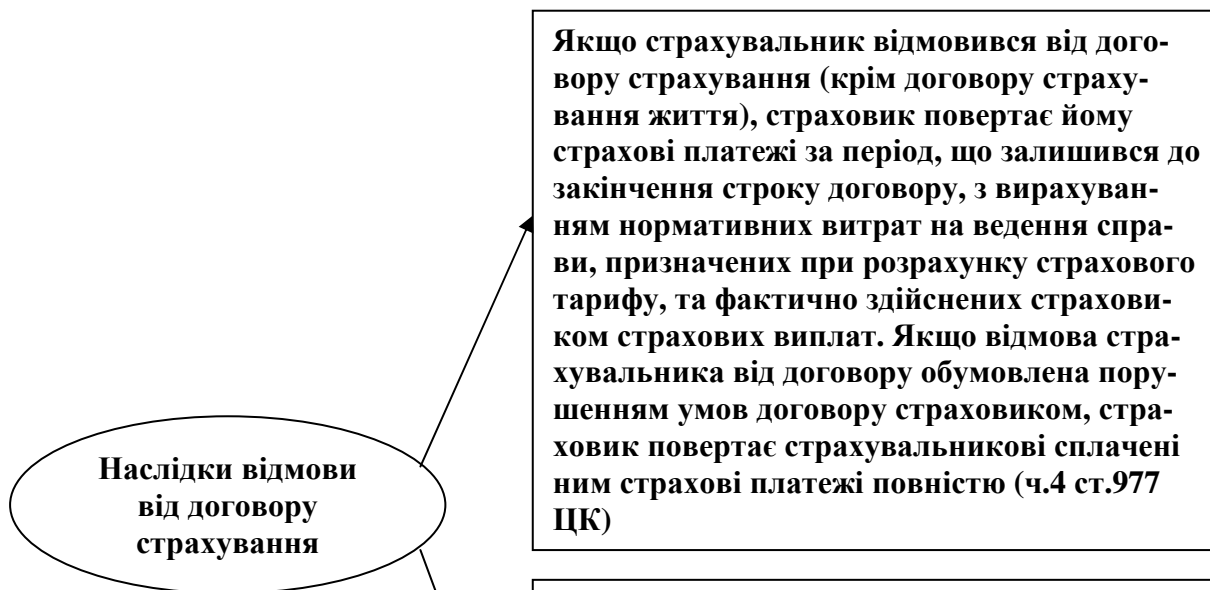 Якщо страхувальник відмовився від дого-
вору страхування (крім договору страху-
вання життя), страховик повертає йому
страхові платежі за період, що залишився до
закінчення строку договору, з вирахуван-
ням нормативних витрат на ведення спра-
ви, призначених при розрахунку страхового
тарифу, та фактично здійснених страхови-
ком страхових виплат. Якщо відмова стра-
хувальника від договору обумовлена пору-
шенням умов договору страховиком, стра-
ховик повертає страхувальникові сплачені
ним страхові платежі повністю (ч.4 ст.977
ЦК)
Наслідки відмови
від договору
страхування